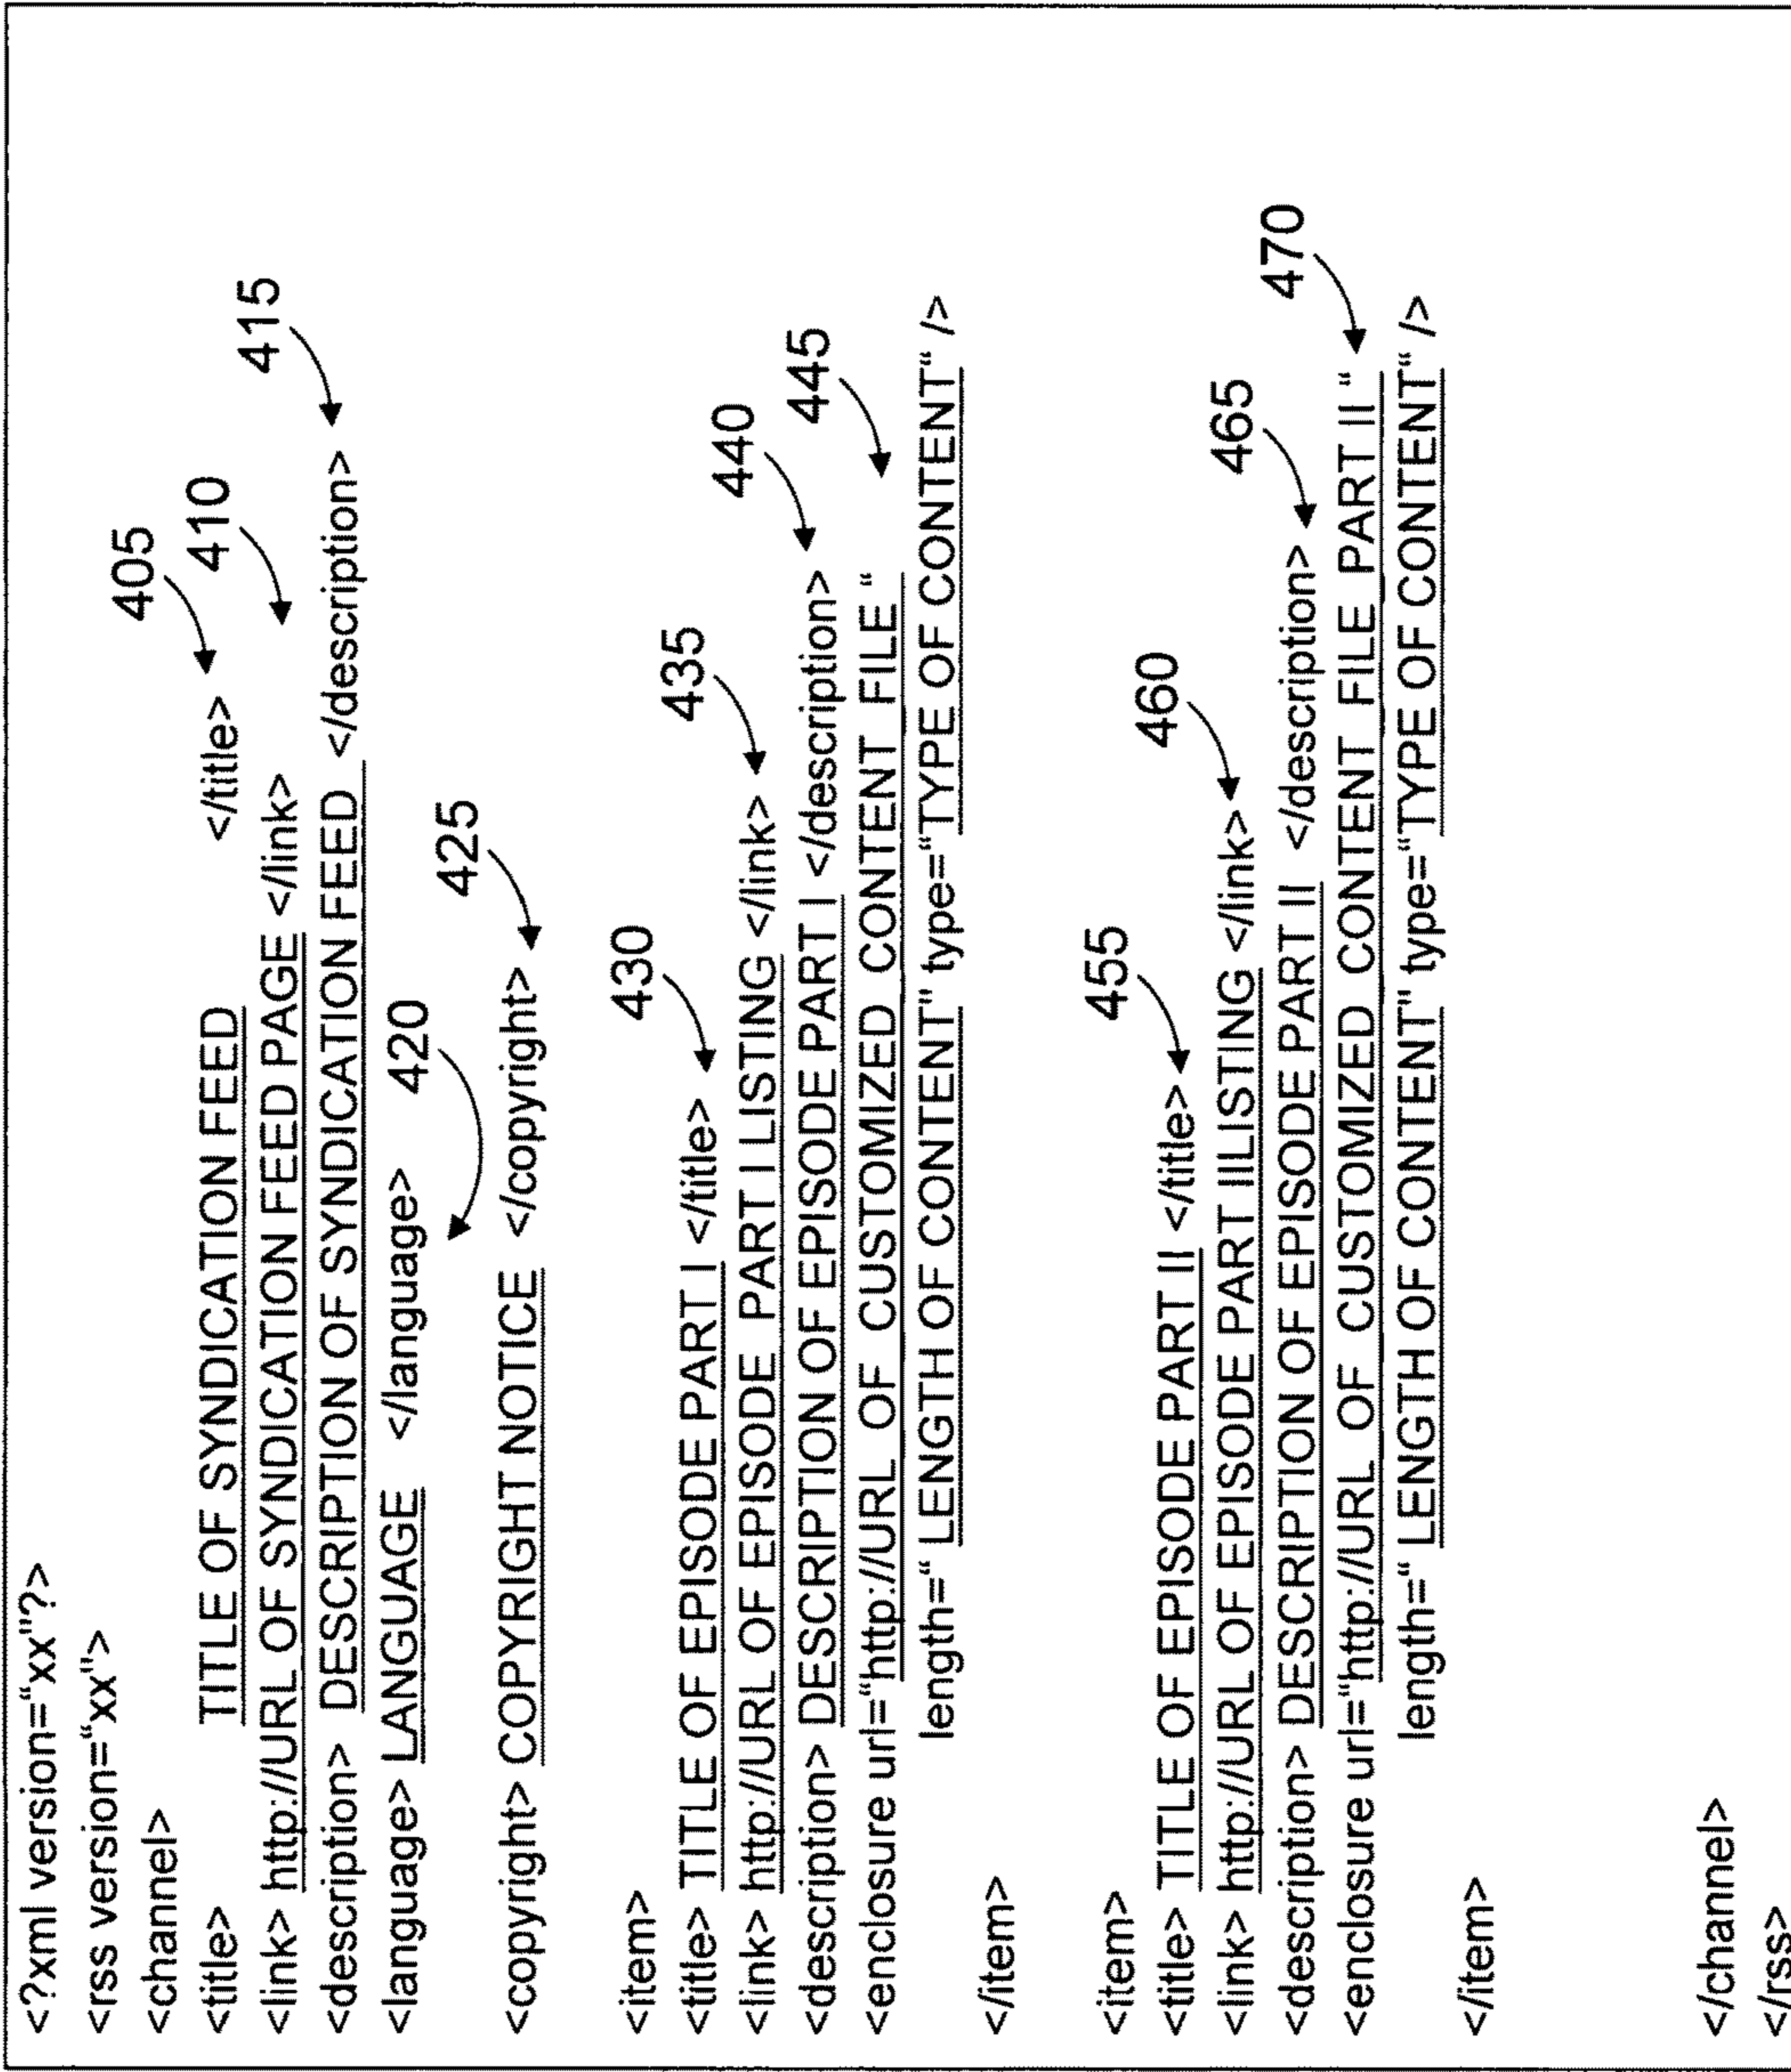 <?xml version=“xx"?>
<rss version=“xx">
<channel>
405
<title> TITLE OF SYNDICATION FEED </title>
410
<link> http://URL OF SYNDICATION FEED PAGE </link>
415
<description> DESCRIPTION OF SYNDICATION FEED </description>
<language> LANGUAGE </language>
420
425
<copyright> COPYRIGHT NOTICE </copyright>
<item>
430
<title> TITLE OF EPISODE PART I </title>
435
<link> http://URL OF EPISODE PART I LISTING </link>
440
<description> DESCRIPTION OF EPISODE PART I </description>
445
<enclosure url=“http://URL OF CUSTOMIZED CONTENT FILE “
length=“ LENGTH OF CONTENT" type=“TYPE OF CONTENT“ />
</item>
<item>
455
<title> TITLE OF EPISODE PART II </title>
460
<link> http://URL OF EPISODE PART IILISTING </link>
465
<description> DESCRIPTION OF EPISODE PART II </description>
470
<enclosure url=“http://URL OF CUSTOMIZED CONTENT FILE PART II “
length=“ LENGTH OF CONTENT" type=“TYPE OF CONTENT“ />
</item>
</channel>
</rss>